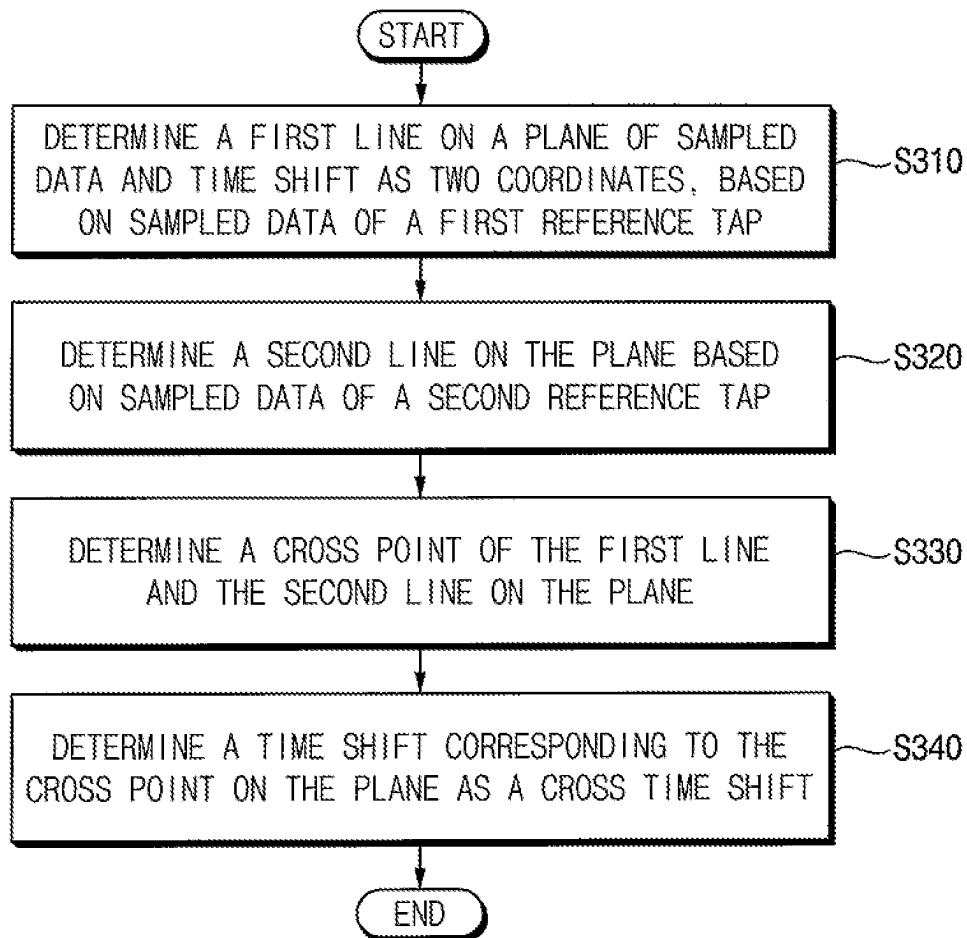 START
DETERMINE A FIRST LINE ON A PLANE OF SAMPLED
DATA AND TIME SHIFT AS TWO COORDINATES, BASED
ON SAMPLED DATA OF A FIRST REFERENCE TAP
S310
DETERMINE A SECOND LINE ON THE PLANE BASED
ON SAMPLED DATA OF A SECOND REFERENCE TAP
S320
DETERMINE A CROSS POINT OF THE FIRST LINE
AND THE SECOND LINE ON THE PLANE
S330
DETERMINE A TIME SHIFT CORRESPONDING TO THE
CROSS POINT ON THE PLANE AS A CROSS TIME SHIFT
S340
END